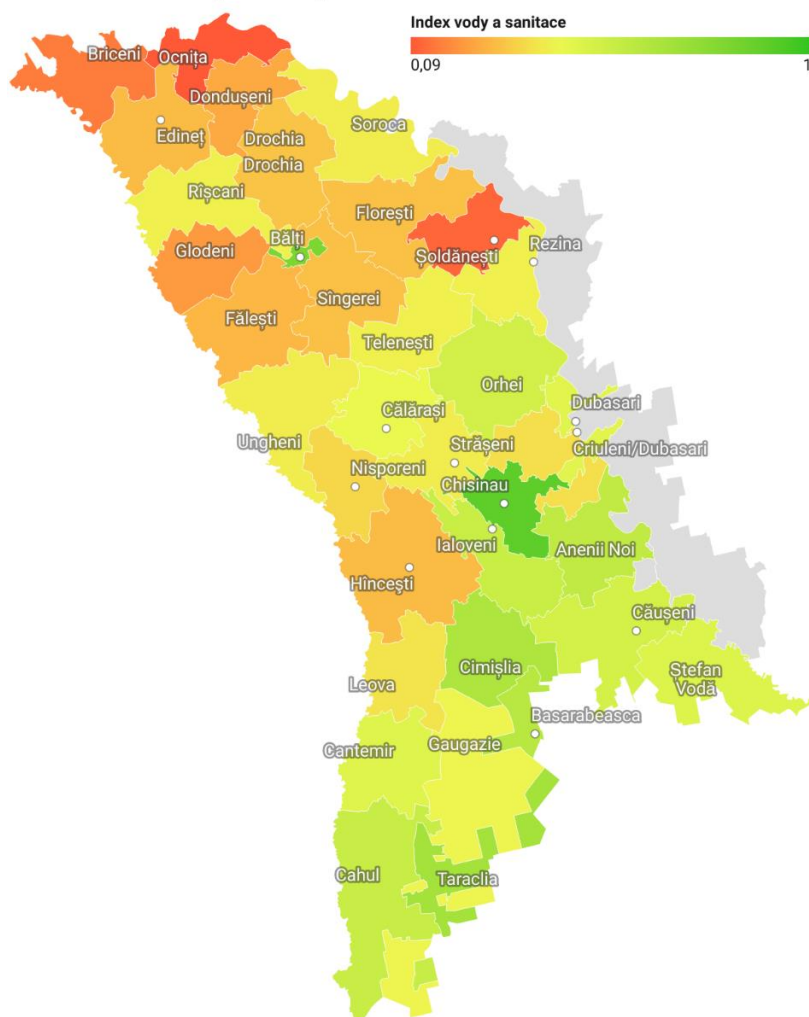 Index vody a sanitace
0,09
1
Briceni
Ocnița
Dondușeni
Edineț
Drochia
Drochia
Soroca
Rîșcani
Florești
Bălți
Glodeni
Șoldănești
Rezina
Sîngerei
Fălești
Telenești
Orhei
Călărași
Dubasari
Ungheni
Strășeni
Criuleni/Dubasari
Nisporeni
Chisinau
Ialoveni
Anenii Noi
Hîncești
Căușeni
Cimișlia
Ștefan
Vodă
Leova
Basarabeasca
Cantemir
Gaugazie
Cahul
Taraclia